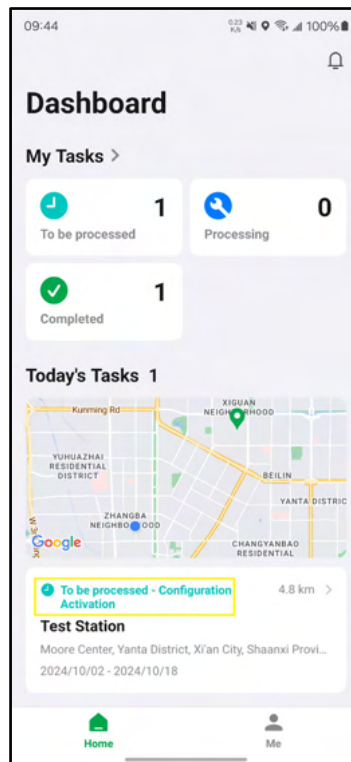 09:44 0.23 K/s 100%
Dashboard
My Tasks >
1
To be processed
0
Processing
1
Completed
Today's Tasks 1
Kunming Rd
XIGUAN
YUHUAZHAI
RESIDENTIAL
DISTRICT
BEILIN
YANTA DISTRIC
ZHANGBA
Google
CHANGYANBAO
RESIDENTIAL
To be processed - Configuration
Activation
4.8 km >
Test Station
Moore Center, Yanta District, Xi'an City, Shaanxi Provi...
2024/10/02 - 2024/10/18
Home
Me